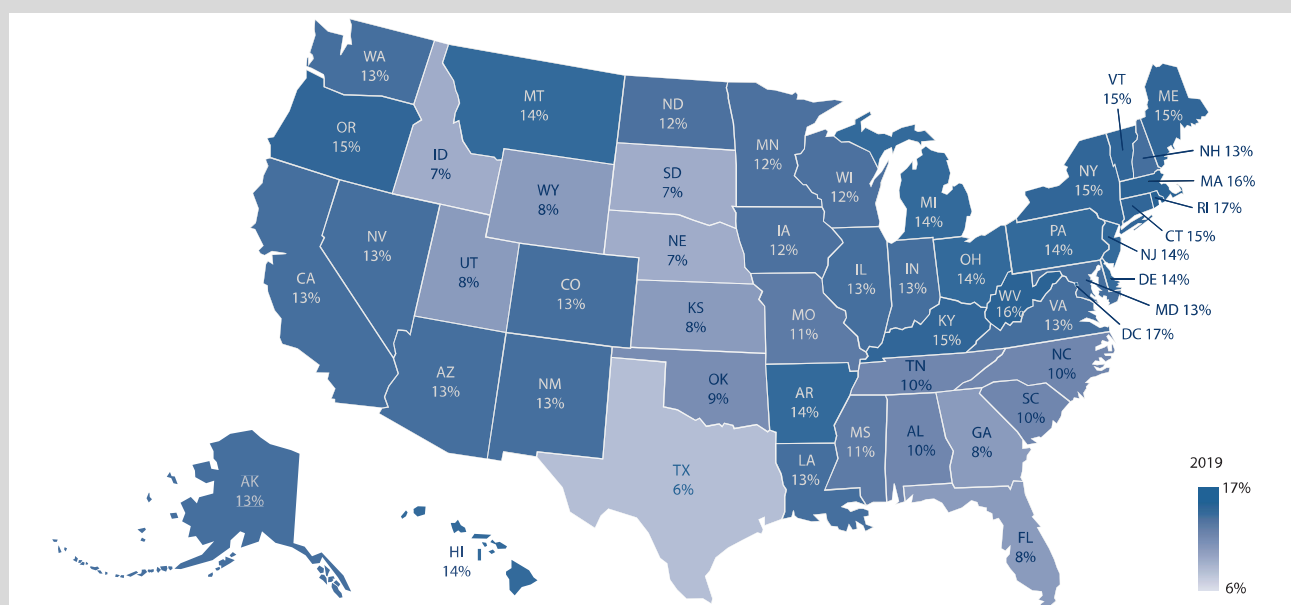 WA
13%
MT
14%
ND
12%
MN
12%
OR
15%
ID
7%
WY
8%
SD
7%
WI
12%
MI
14%
VT
15%
ME
15%
NH 13%
MA 16%
RI 17%
CT 15%
NY
15%
PA
14%
NJ 14%
DE 14%
MD 13%
DC 17%
CA
13%
NV
13%
UT
8%
CO
13%
NE
7%
IA
12%
IL
13%
IN
13%
OH
14%
WV
16%
VA
13%
KS
8%
MO
11%
KY
15%
AZ
13%
NM
13%
OK
9%
AR
14%
TN
10%
NC
10%
SC
10%
TX
6%
LA
13%
MS
11%
AL
10%
GA
8%
FL
8%
AK
13%
HI
14%
2019
17%
6%